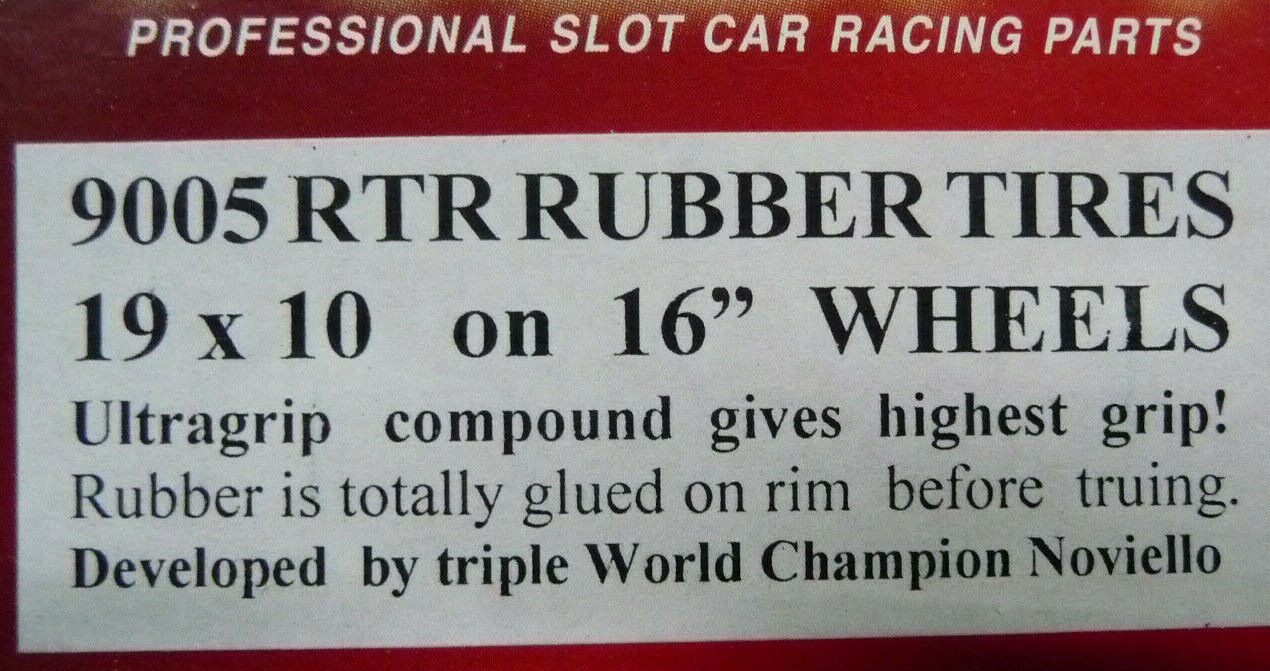 PROFESSIONAL SLOT CAR RACING PARTS
9005 RTR RUBBER TIRES
19 x 10 on 16” WHEELS
Ultragrip compound gives highest grip!
Rubber is totally glued on rim before truing.
Developed by triple World Champion Noviello